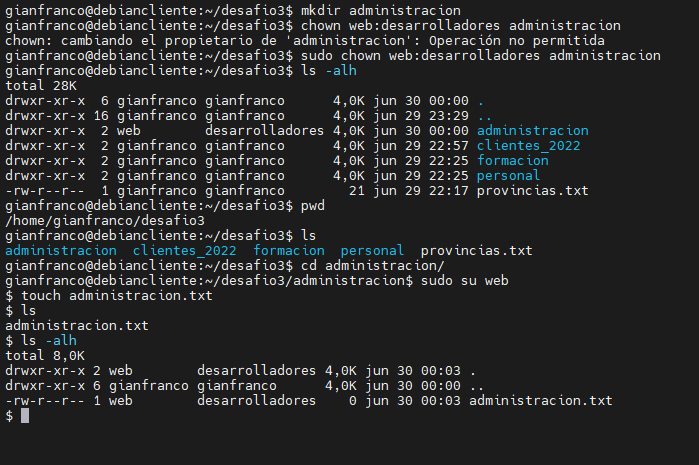 gianfranco@debiancliente:~/desafio3$ mkdir administracion
gianfranco@debiancliente:~/desafio3$ chown web:desarrolladores administracion
chown: cambiando el propietario de 'administracion': Operación no permitida
gianfranco@debiancliente:~/desafio3$ sudo chown web:desarrolladores administracion
gianfranco@debiancliente:~/desafio3$ ls -alh
total 28K
drwxr-xr-x  6 gianfranco gianfranco      4,0K jun 30 00:00 .
drwxr-xr-x 16 gianfranco gianfranco      4,0K jun 29 23:29 ..
drwxr-xr-x  2 web        desarrolladores 4,0K jun 30 00:00 administracion
drwxr-xr-x  2 gianfranco gianfranco      4,0K jun 29 22:57 clientes_2022
drwxr-xr-x  2 gianfranco gianfranco      4,0K jun 29 22:25 formacion
drwxr-xr-x  2 gianfranco gianfranco      4,0K jun 29 22:25 personal
-rw-r--r--  1 gianfranco gianfranco        21 jun 29 22:17 provincias.txt
gianfranco@debiancliente:~/desafio3$ pwd
/home/gianfranco/desafio3
gianfranco@debiancliente:~/desafio3$ ls
administracion  clientes_2022  formacion  personal  provincias.txt
gianfranco@debiancliente:~/desafio3$ cd administracion/
gianfranco@debiancliente:~/desafio3/administracion$ sudo su web
$ touch administracion.txt
$ ls
administracion.txt
$ ls -alh
total 8,0K
drwxr-xr-x 2 web        desarrolladores 4,0K jun 30 00:03 .
drwxr-xr-x 6 gianfranco gianfranco      4,0K jun 30 00:00 ..
-rw-r--r-- 1 web        desarrolladores    0 jun 30 00:03 administracion.txt
$